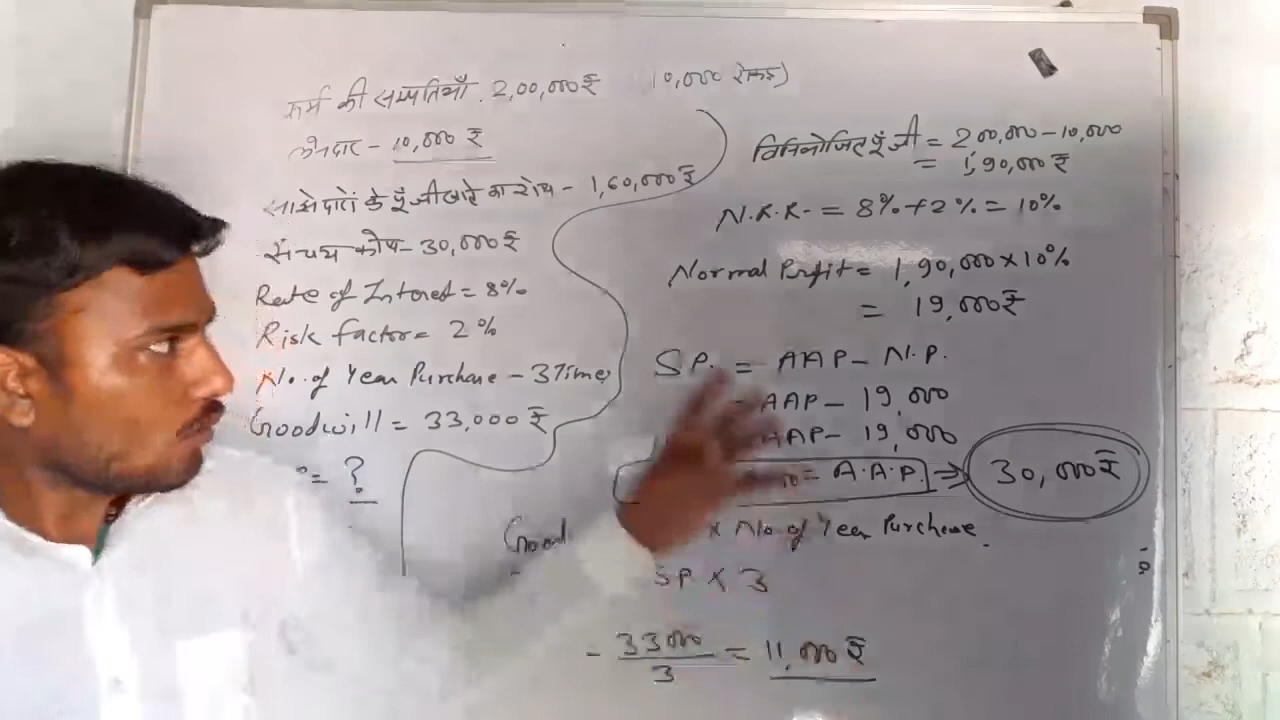 फर्म की सम्पतियाँ. 2,00,000₹ 10,000 रोकड़)
लेनदार - 10,000 ₹
साझेदारों के पूँजी खाते का शेष - 1,60,000₹
संचय कोष - 30,000₹
Rate of Interest = 8%
Risk factor = 2%
No. of Year Purchase - 3 Times
Goodwill = 33,000 ₹
= ?
विनियोजित पूँजी = 200,000 - 10,000
= 1,90,000₹
N.R.R. = 8% + 2% = 10%
Normal Profit = 1,90,000 x 10%
= 19,000₹
S.P. = AAP - N.P.
= AAP - 19,000
AAP - 19,000
= A.A.P. ⇒ 30,000₹
Good x No. of Year Purchase
SP x 3
- 33000/3 = 11,000₹